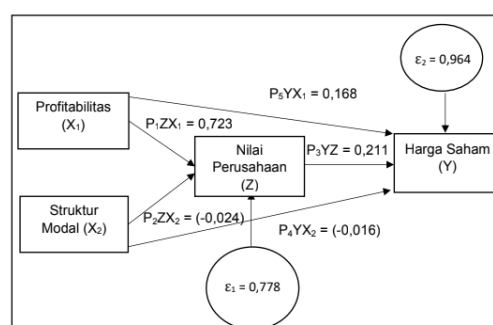 ε₂ = 0,964
P₅YX₁ = 0,168
Profitabilitas
(X₁)
P₁ZX₁ = 0,723
Nilai
Perusahaan
(Z)
P₃YZ = 0,211
Harga Saham
(Y)
Struktur
Modal (X₂)
P₂ZX₂ = (-0,024)
P₄YX₂ = (-0,016)
ε₁ = 0,778